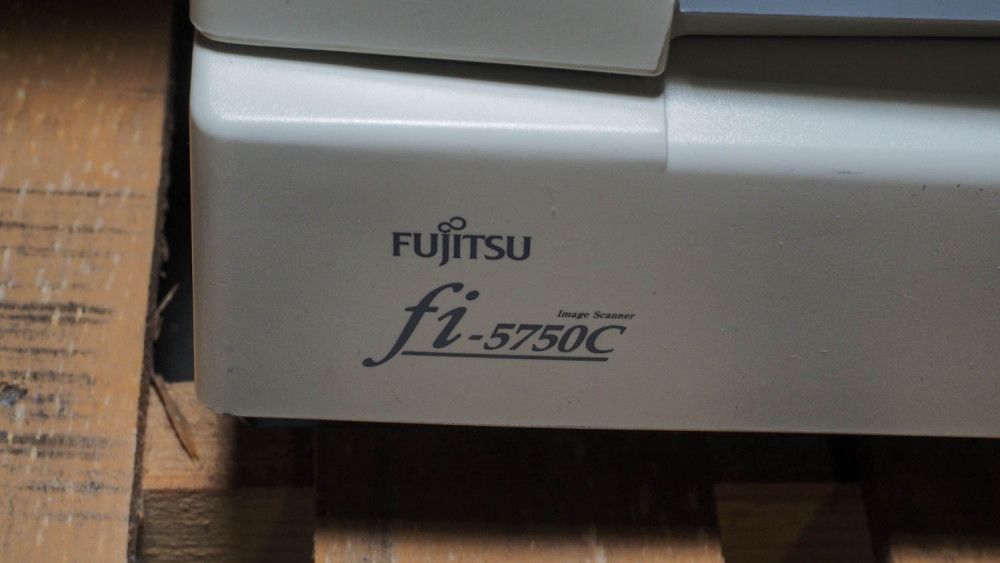 FUJITSU
Image Scanner
fi-5750C